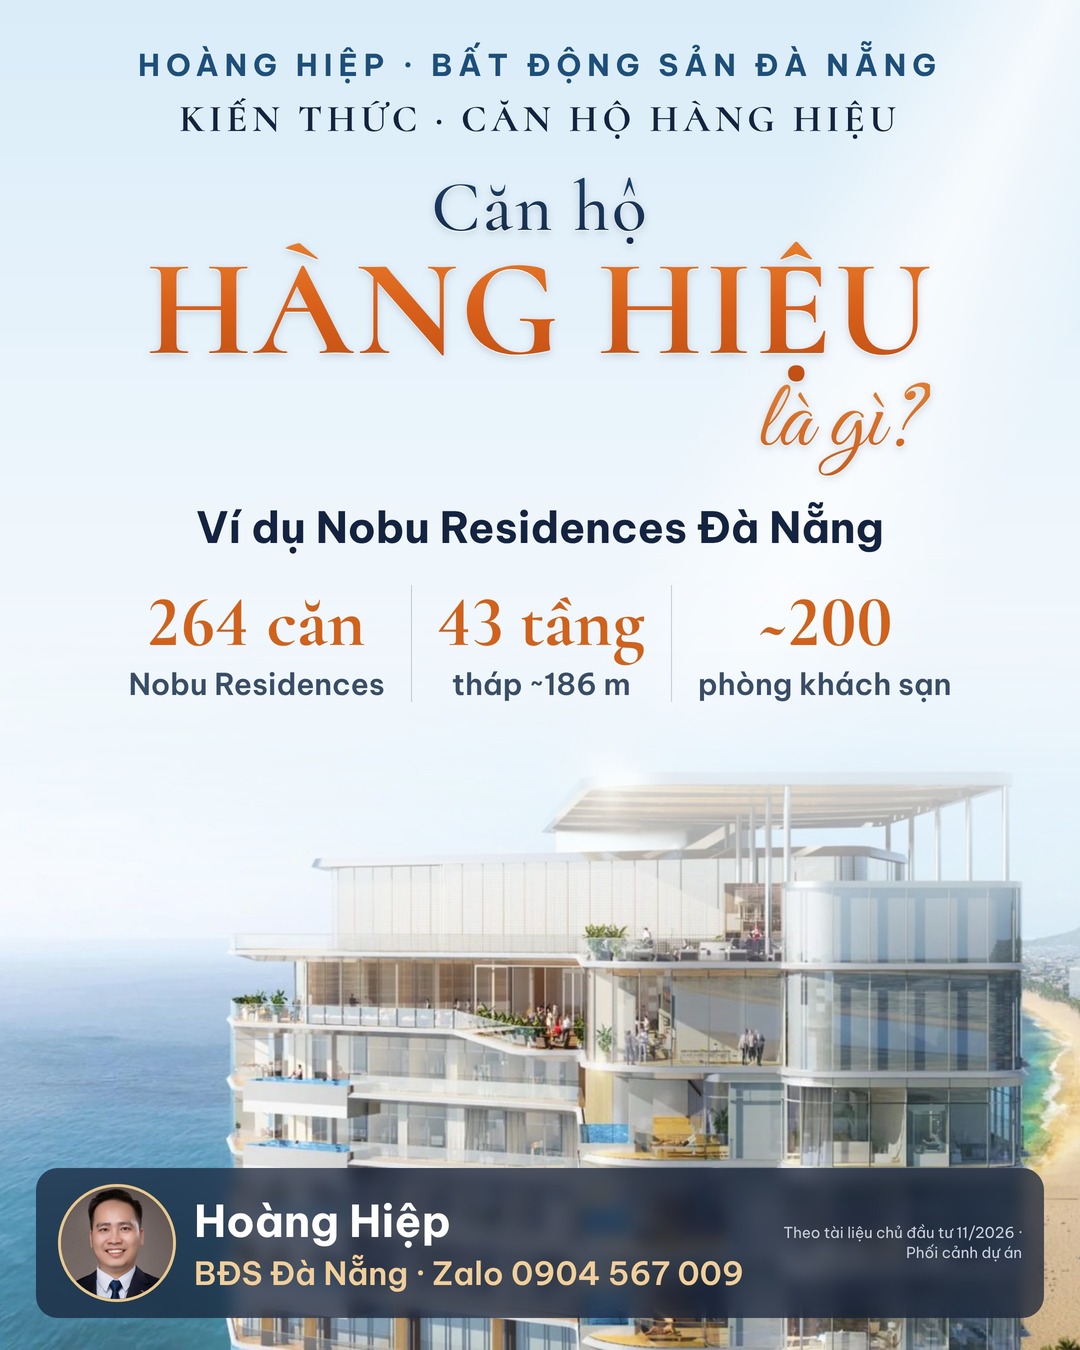 HOÀNG HIỆP · BẤT ĐỘNG SẢN ĐÀ NẴNG
KIẾN THỨC · CĂN HỘ HÀNG HIỆU
Căn hộ
HÀNG HIỆU
là gì?
Ví dụ Nobu Residences Đà Nẵng
264 căn
Nobu Residences
43 tầng
tháp ~186 m
~200
phòng khách sạn
Hoàng Hiệp
BĐS Đà Nẵng · Zalo 0904 567 009
Theo tài liệu chủ đầu tư 11/2026 ·
Phối cảnh dự án